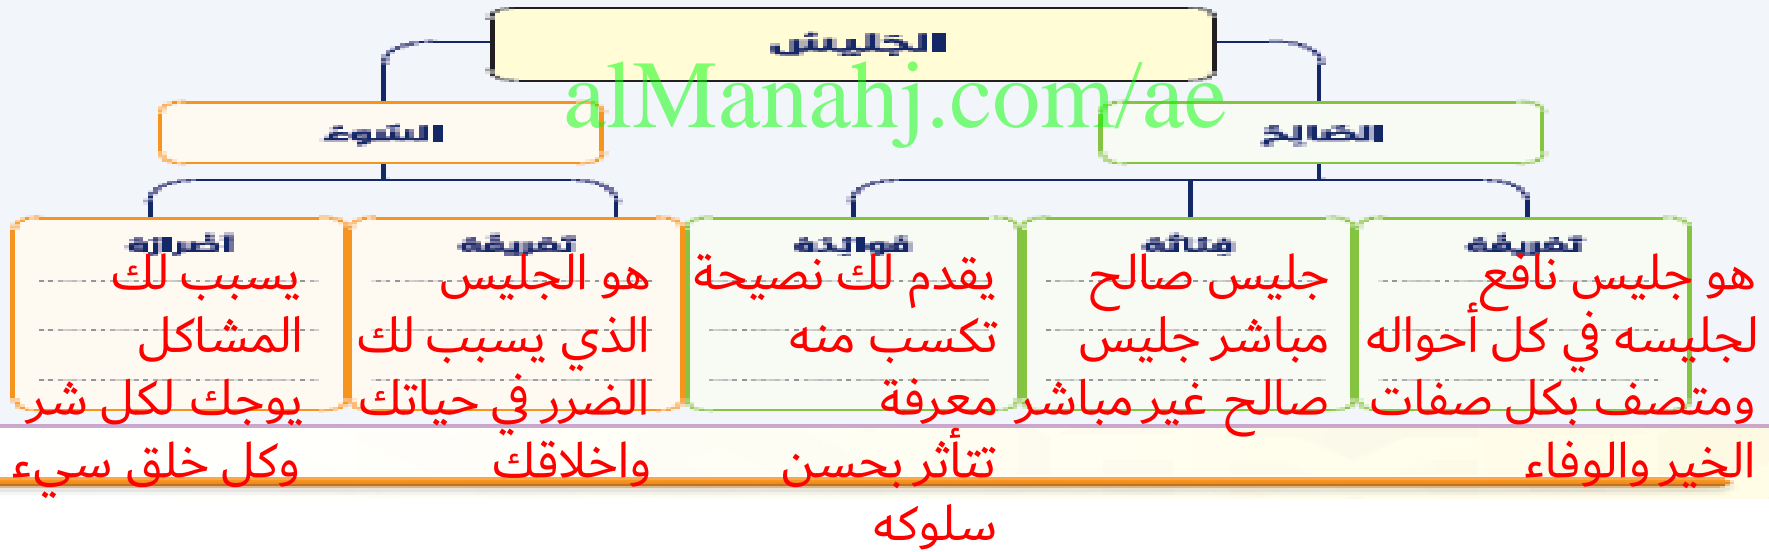 الجليس
alManahj.com/ae
الصالح
السوء
تعريفه
هو جليس نافع
لجليسه في كل أحواله
ومتصف بكل صفات
الخير والوفاء
فئاته
جليس صالح
مباشر جليس
صالح غير مباشر
فوائده
يقدم لك نصيحة
تكسب منه
معرفة
تتأثر بحسن
سلوكه
تعريفه
هو الجليس
الذي يسبب لك
الضرر في حياتك
واخلاقك
أضراره
يسبب لك
المشاكل
يوجك لكل شر
وكل خلق سيء